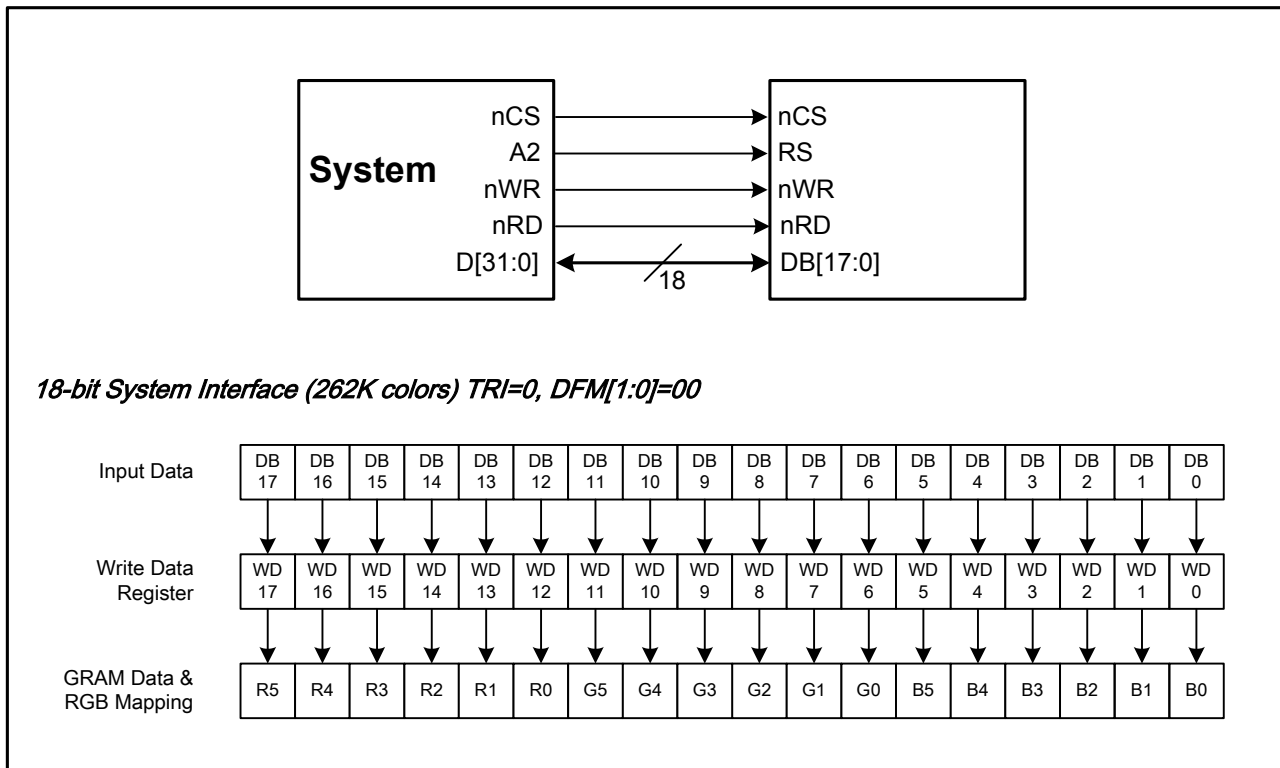 System
nCS
A2
nWR
nRD
D[31:0]
18
nCS
RS
nWR
nRD
DB[17:0]
18-bit System Interface (262K colors) TRI=0, DFM[1:0]=00
Input Data
DB 17 DB 16 DB 15 DB 14 DB 13 DB 12 DB 11 DB 10 DB 9 DB 8 DB 7 DB 6 DB 5 DB 4 DB 3 DB 2 DB 1 DB 0
Write Data
Register
WD 17 WD 16 WD 15 WD 14 WD 13 WD 12 WD 11 WD 10 WD 9 WD 8 WD 7 WD 6 WD 5 WD 4 WD 3 WD 2 WD 1 WD 0
GRAM Data &
RGB Mapping
R5 R4 R3 R2 R1 R0 G5 G4 G3 G2 G1 G0 B5 B4 B3 B2 B1 B0